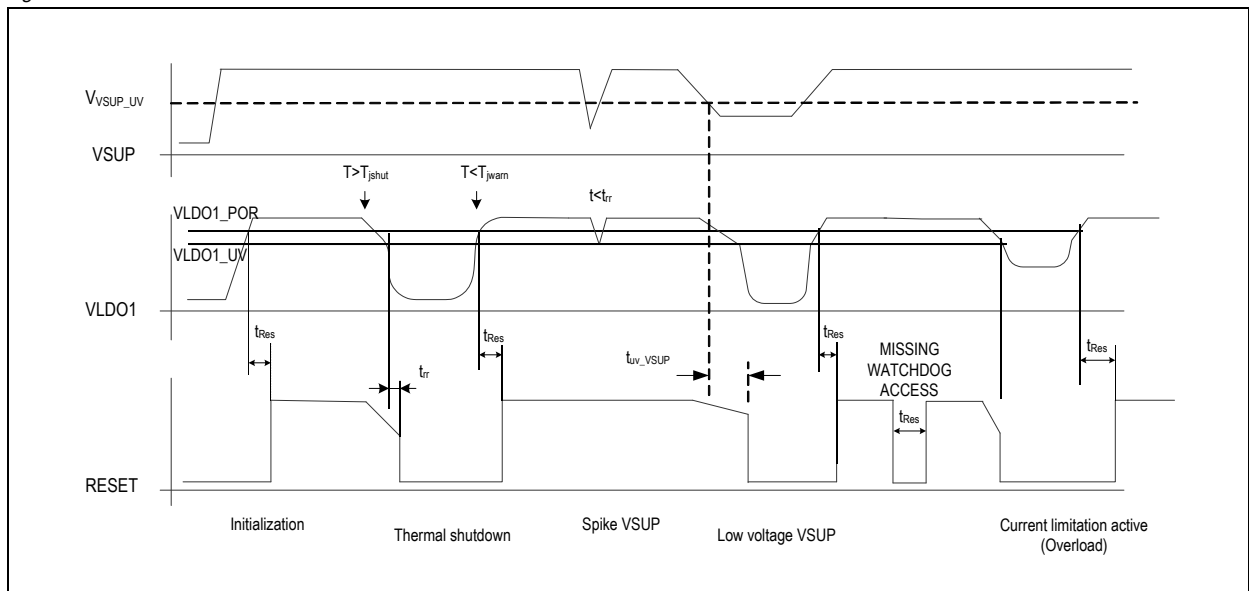 V_VSUP_UV
VSUP
T>Tjshut
T<Tjwarn
t<trr
VLDO1_POR
VLDO1_UV
VLDO1
tRes
trr
tRes
tuv_VSUP
tRes
MISSING
WATCHDOG
ACCESS
tRes
tRes
RESET
Initialization
Thermal shutdown
Spike VSUP
Low voltage VSUP
Current limitation active
(Overload)